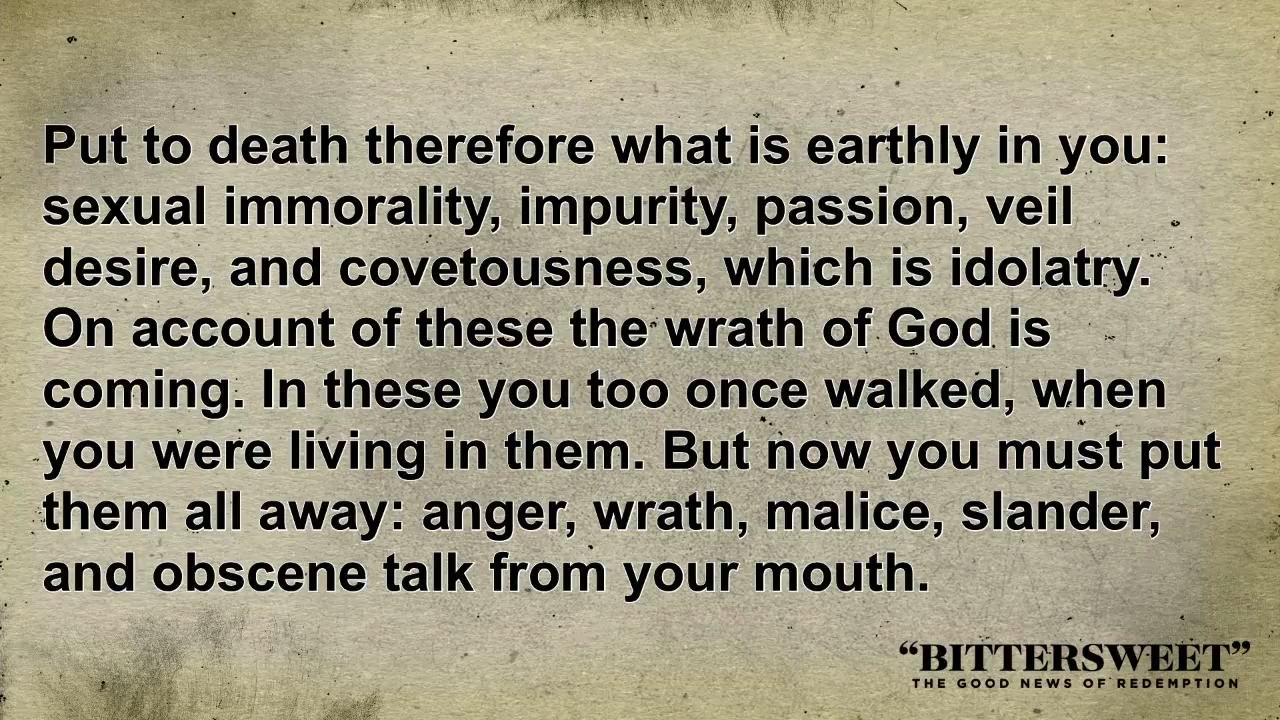 Put to death therefore what is earthly in you:
sexual immorality, impurity, passion, veil
desire, and covetousness, which is idolatry.
On account of these the wrath of God is
coming. In these you too once walked, when
you were living in them. But now you must put
them all away: anger, wrath, malice, slander,
and obscene talk from your mouth.
“BITTERSWEET”
THE GOOD NEWS OF REDEMPTION